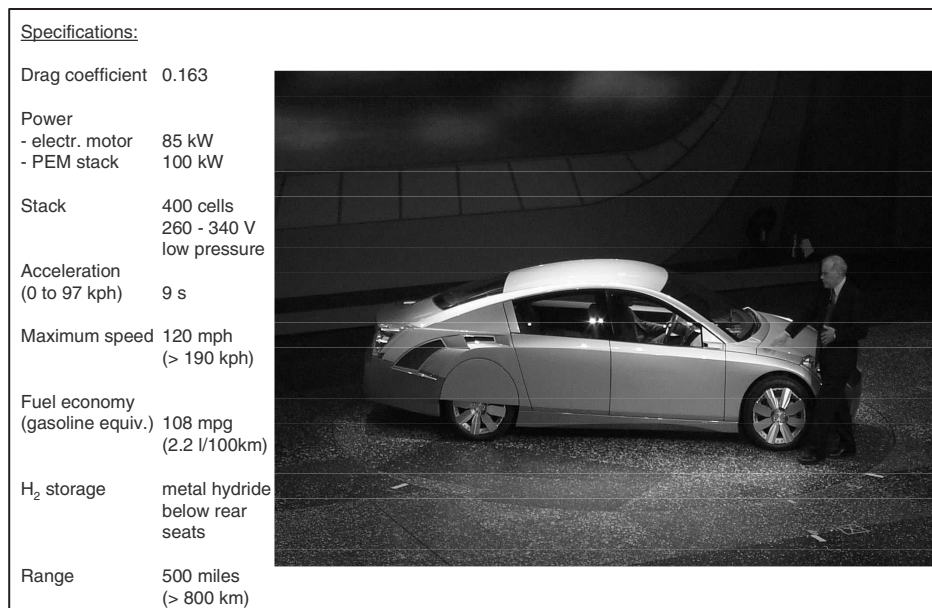 Specifications:
Drag coefficient 0.163
Power
- electr. motor 85 kW
- PEM stack 100 kW
Stack 400 cells
260 - 340 V
low pressure
Acceleration
(0 to 97 kph) 9 s
Maximum speed 120 mph
(> 190 kph)
Fuel economy
(gasoline equiv.) 108 mpg
(2.2 l/100km)
H₂ storage metal hydride
below rear
seats
Range 500 miles
(> 800 km)